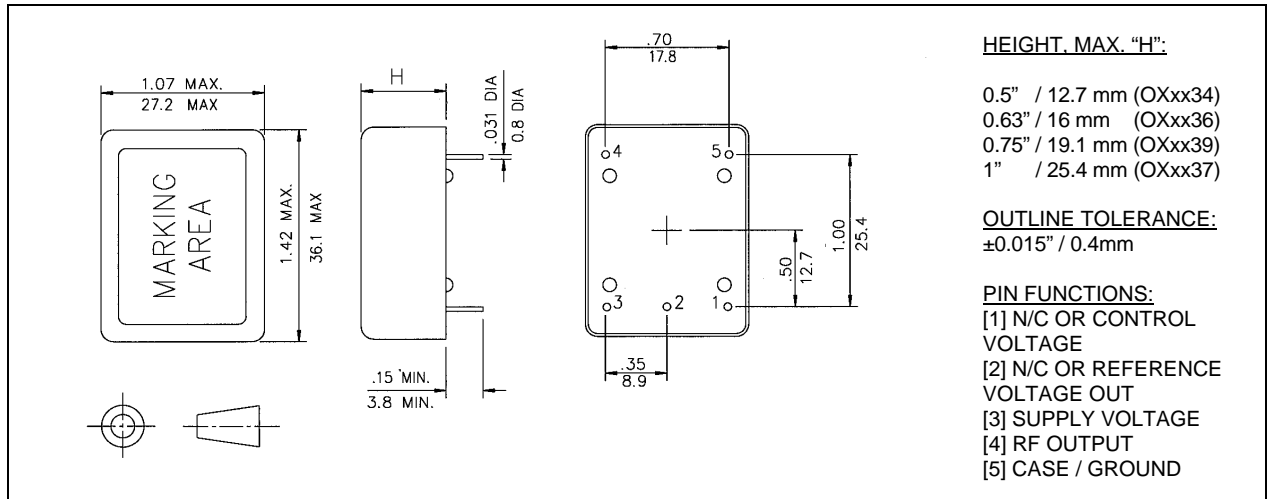 1.07 MAX.
27.2 MAX
MARKING
AREA
1.42 MAX.
36.1 MAX
H
.031 DIA
0.8 DIA
.15 MIN.
3.8 MIN.
.70
17.8
4
5
1.00
25.4
.50
12.7
3
2
1
.35
8.9
HEIGHT, MAX. “H”:
0.5” / 12.7 mm (OXxx34)
0.63” / 16 mm (OXxx36)
0.75” / 19.1 mm (OXxx39)
1” / 25.4 mm (OXxx37)
OUTLINE TOLERANCE:
±0.015” / 0.4mm
PIN FUNCTIONS:
[1] N/C OR CONTROL
VOLTAGE
[2] N/C OR REFERENCE
VOLTAGE OUT
[3] SUPPLY VOLTAGE
[4] RF OUTPUT
[5] CASE / GROUND